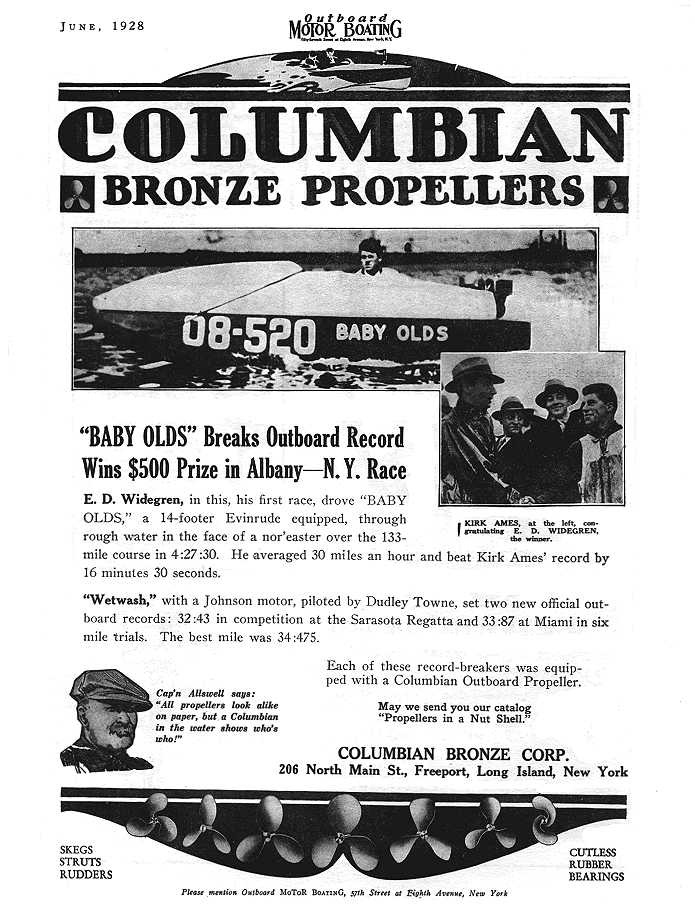 JUNE, 1928
Outboard
MOTOR BOATING
Fifty-Seventh Street at Eighth Avenue, New York, N.Y.
COLUMBIAN
BRONZE PROPELLERS
08-520 BABY OLDS
"BABY OLDS" Breaks Outboard Record
Wins $500 Prize in Albany—N. Y. Race
E. D. Widegren, in this, his first race, drove "BABY
OLDS," a 14-footer Evinrude equipped, through
rough water in the face of a nor'easter over the 133-
mile course in 4:27:30. He averaged 30 miles an hour and beat Kirk Ames' record by
16 minutes 30 seconds.
KIRK AMES, at the left, con-
gratulating E. D. WIDEGREN,
the winner.
"Wetwash," with a Johnson motor, piloted by Dudley Towne, set two new official out-
board records: 32:43 in competition at the Sarasota Regatta and 33:87 at Miami in six
mile trials. The best mile was 34:475.
Each of these record-breakers was equip-
ped with a Columbian Outboard Propeller.
Cap'n Allswell says:
"All propellers look alike
on paper, but a Columbian
in the water shows who's
who!"
May we send you our catalog
"Propellers in a Nut Shell."
COLUMBIAN BRONZE CORP.
206 North Main St., Freeport, Long Island, New York
SKEGS
STRUTS
RUDDERS
CUTLESS
RUBBER
BEARINGS
Please mention Outboard MOTOR BOATING, 57th Street at Eighth Avenue, New York